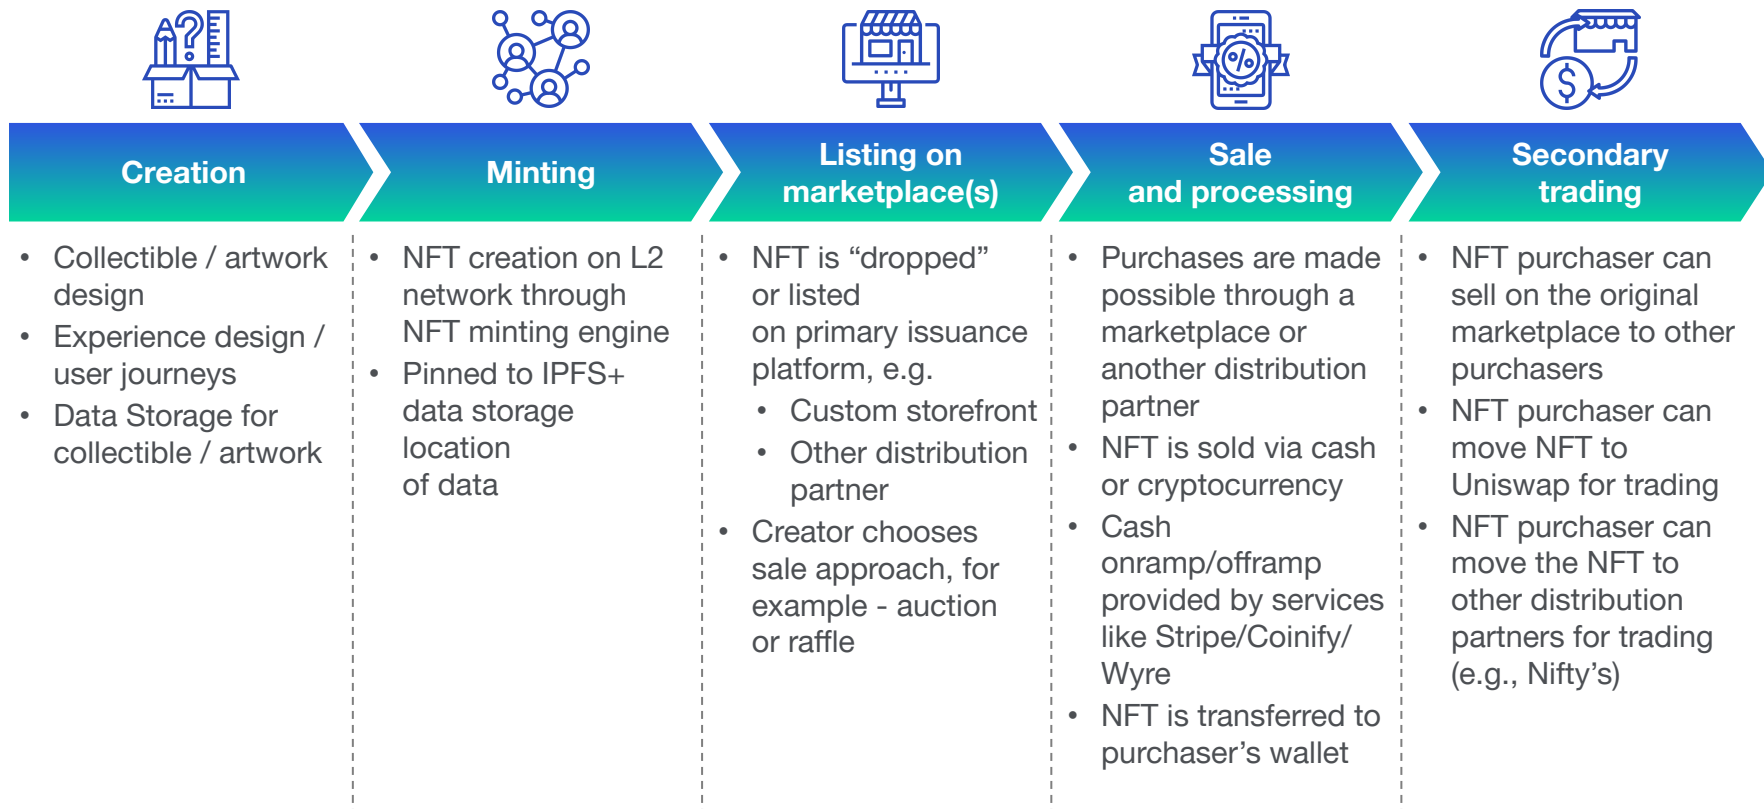 Creation
Minting
Listing on
marketplace(s)
Sale
and processing
Secondary
trading
• Collectible / artwork
design
• Experience design /
user journeys
• Data Storage for
collectible / artwork
• NFT creation on L2
network through
NFT minting engine
• Pinned to IPFS+
data storage
location
of data
• NFT is “dropped”
or listed
on primary issuance
platform, e.g.
• Custom storefront
• Other distribution
partner
• Creator chooses
sale approach, for
example - auction
or raffle
• Purchases are made
possible through a
marketplace or
another distribution
partner
• NFT is sold via cash
or cryptocurrency
• Cash
onramp/offramp
provided by services
like Stripe/Coinify/
Wyre
• NFT is transferred to
purchaser’s wallet
• NFT purchaser can
sell on the original
marketplace to other
purchasers
• NFT purchaser can
move NFT to
Uniswap for trading
• NFT purchaser can
move the NFT to
other distribution
partners for trading
(e.g., Nifty’s)